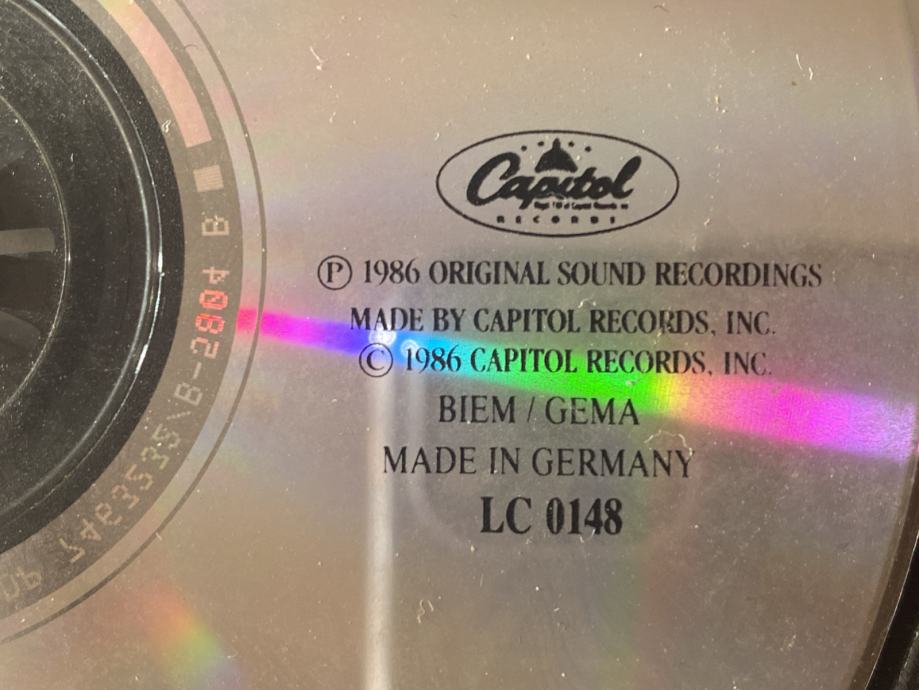 Capitol
RECORDS
Ⓟ 1986 ORIGINAL SOUND RECORDINGS
MADE BY CAPITOL RECORDS, INC.
© 1986 CAPITOL RECORDS, INC.
BIEM / GEMA
MADE IN GERMANY
LC 0148